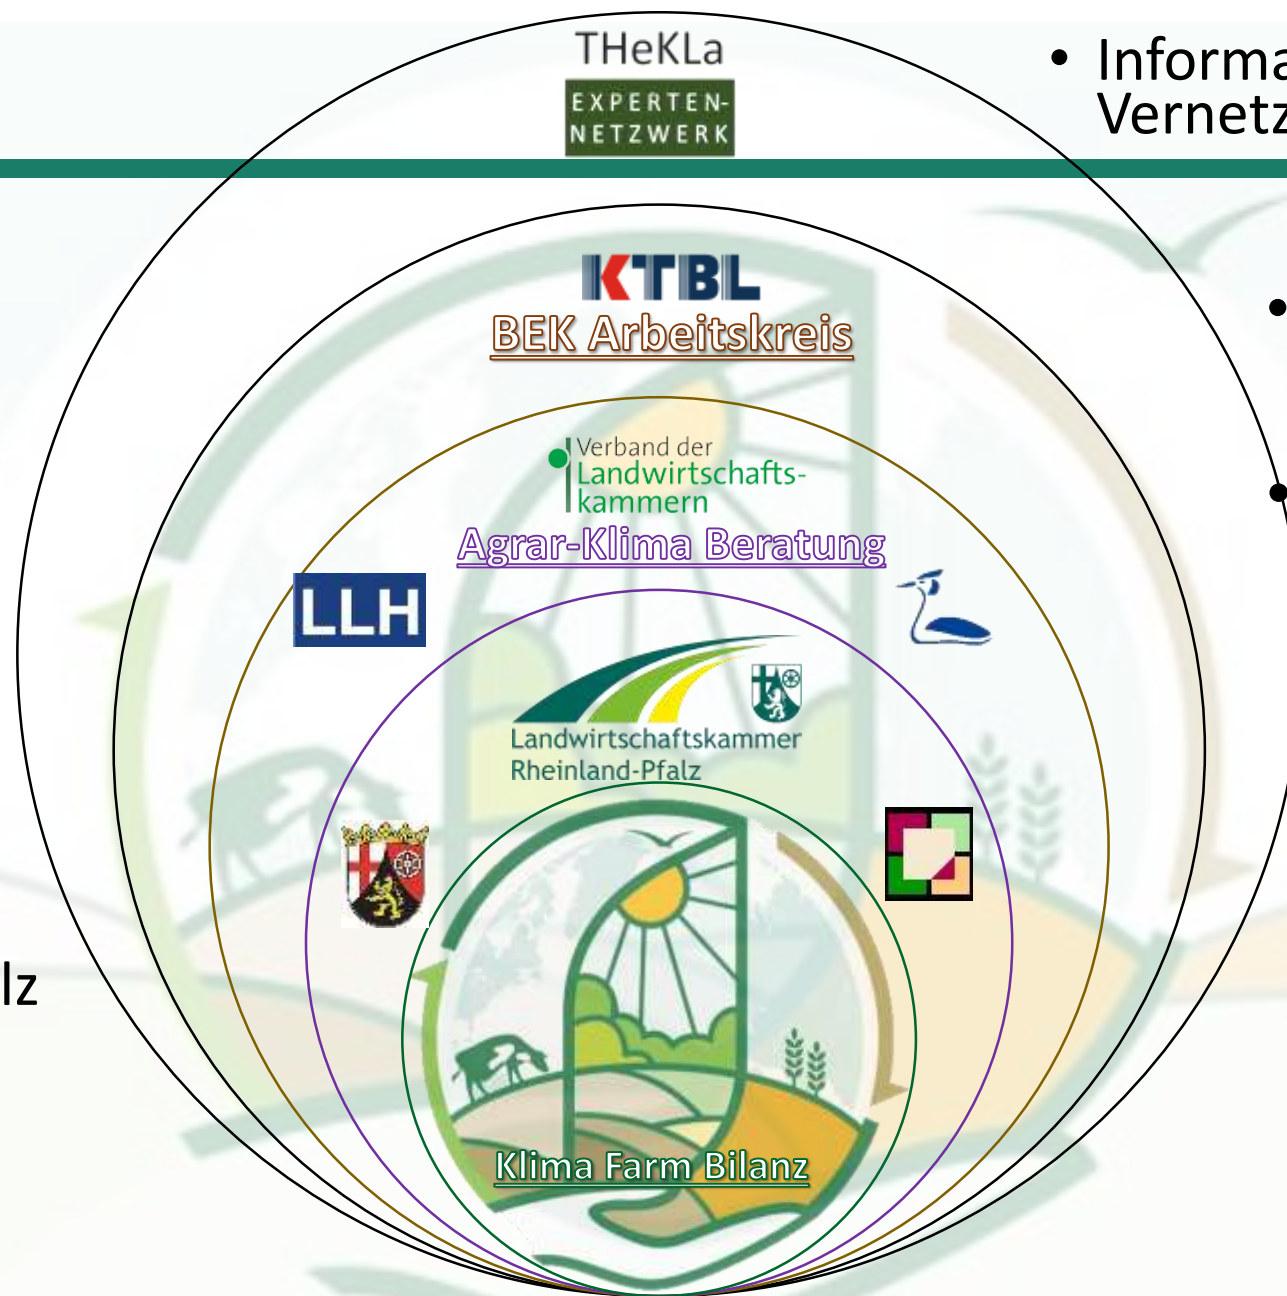 THeKLa
EXPERTEN-
NETZWERK
• Informa
Vernetz
•
KTBL
BEK Arbeitskreis
Verband der
Landwirtschafts-
kammern
•
Agrar-Klima Beratung
LLH
Landwirtschaftskammer
Rheinland-Pfalz
lz
Klima Farm Bilanz